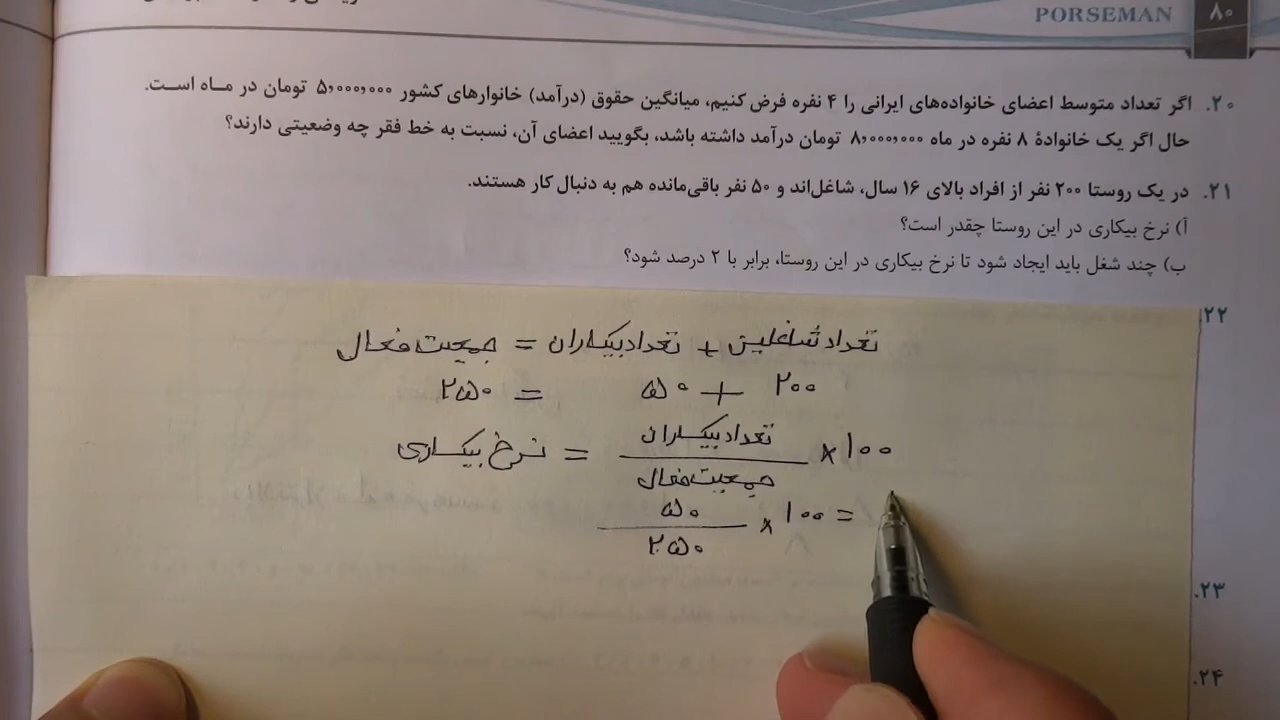 PORSEMAN ۸۰
۲۰. اگر تعداد متوسط اعضای خانواده‌های ایرانی را ۴ نفره فرض کنیم، میانگین حقوق (درآمد) خانوارهای کشور ۵,۰۰۰,۰۰۰ تومان در مـاه اسـت.
حال اگر یک خانوادهٔ ۸ نفره در ماه ۸,۰۰۰,۰۰۰ تومان درآمد داشته باشد، بگویید اعضای آن، نسبت به خط فقر چه وضعیتی دارند؟
۲۱. در یک روستا ۲۰۰ نفر از افراد بالای ۱۶ سال، شاغل‌اند و ۵۰ نفر باقی‌مانده هم به دنبال کار هستند.
آ) نرخ بیکاری در این روستا چقدر است؟
ب) چند شغل باید ایجاد شود تا نرخ بیکاری در این روستا، برابر با ۲ درصد شود؟
۲۲
تعداد شاغلین + تعداد بیکاران = جمعیت فعال
۲۰۰ + ۵۰ = ۲۵۰
تعداد بیکاران
نرخ بیکاری = × ۱۰۰
جمعیت فعال
۵۰
× ۱۰۰ =
۲۵۰
۲۳.
۲۴.